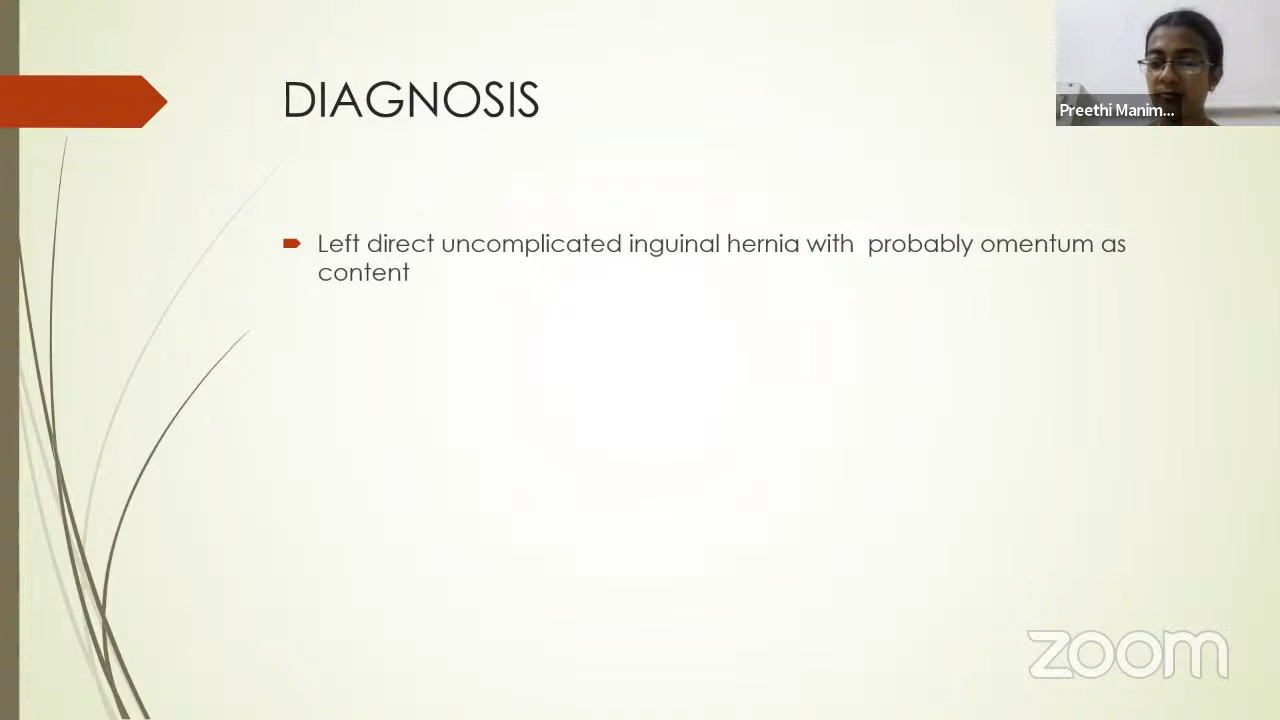 DIAGNOSIS
Preethi Manim...
Left direct uncomplicated inguinal hernia with  probably omentum as
content
zoom